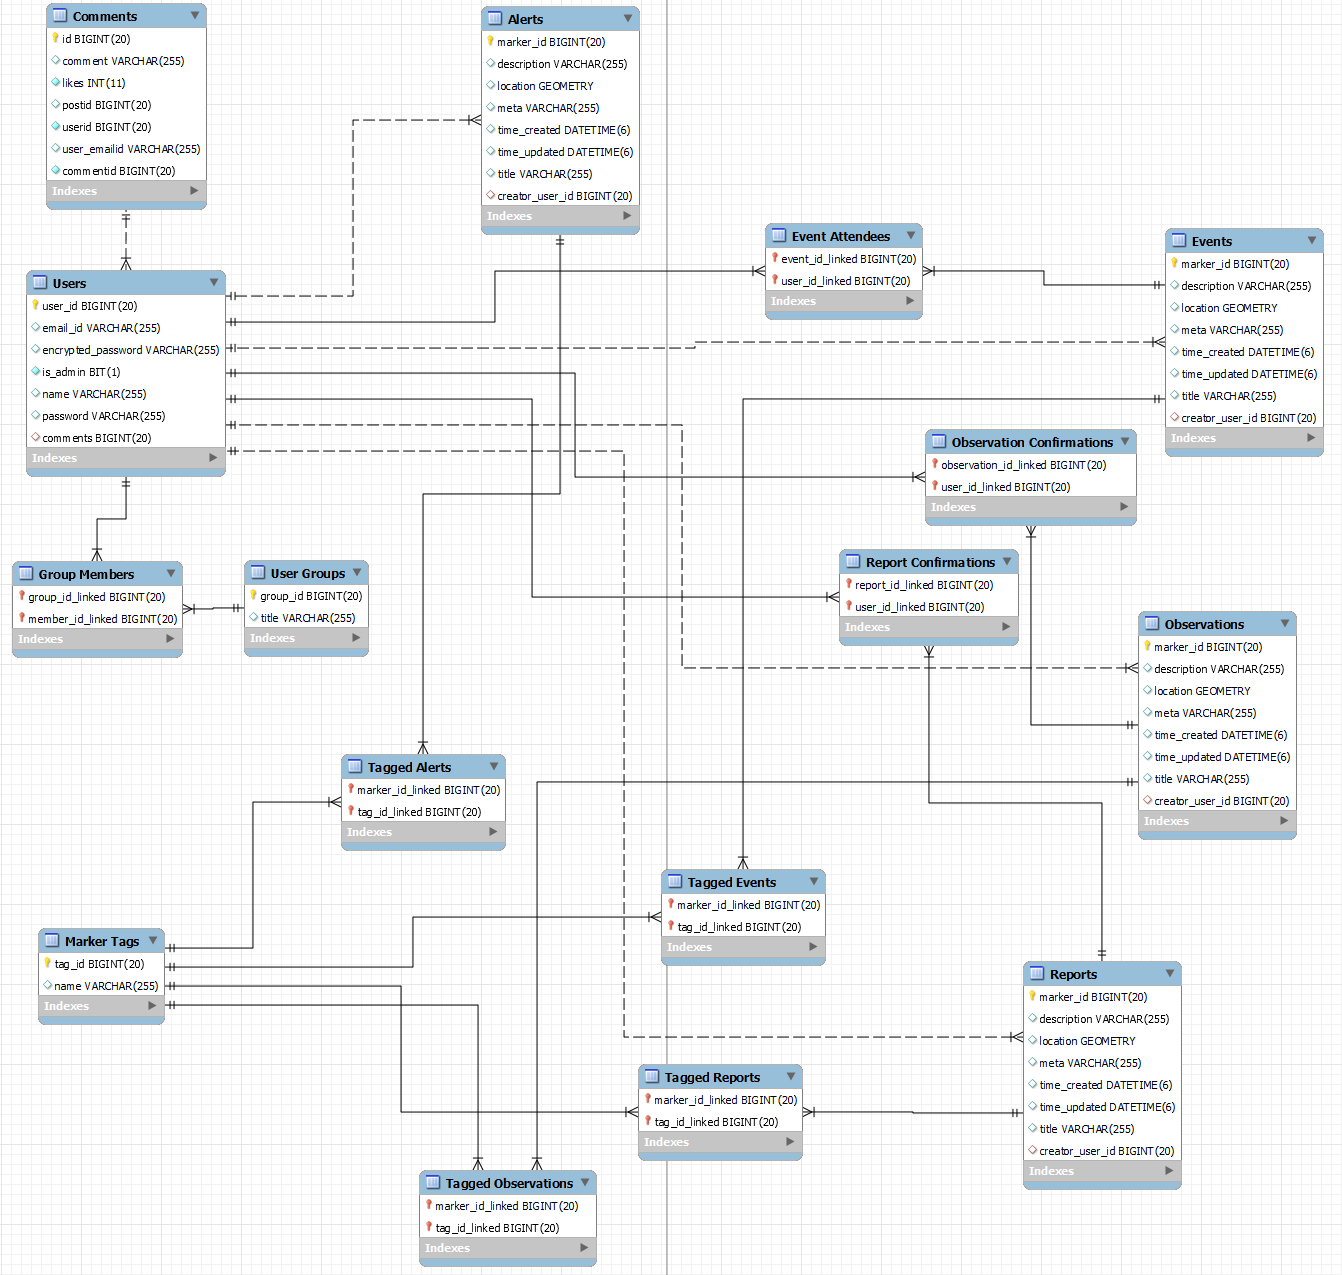 Comments
id BIGINT(20)
comment VARCHAR(255)
likes INT(11)
postid BIGINT(20)
userid BIGINT(20)
user_emailid VARCHAR(255)
commentid BIGINT(20)
Indexes
Alerts
marker_id BIGINT(20)
description VARCHAR(255)
location GEOMETRY
meta VARCHAR(255)
time_created DATETIME(6)
time_updated DATETIME(6)
title VARCHAR(255)
creator_user_id BIGINT(20)
Indexes
Event Attendees
event_id_linked BIGINT(20)
user_id_linked BIGINT(20)
Indexes
Events
marker_id BIGINT(20)
description VARCHAR(255)
location GEOMETRY
meta VARCHAR(255)
time_created DATETIME(6)
time_updated DATETIME(6)
title VARCHAR(255)
creator_user_id BIGINT(20)
Indexes
Users
user_id BIGINT(20)
email_id VARCHAR(255)
encrypted_password VARCHAR(255)
is_admin BIT(1)
name VARCHAR(255)
password VARCHAR(255)
comments BIGINT(20)
Indexes
Observation Confirmations
observation_id_linked BIGINT(20)
user_id_linked BIGINT(20)
Indexes
Report Confirmations
report_id_linked BIGINT(20)
user_id_linked BIGINT(20)
Indexes
Group Members
group_id_linked BIGINT(20)
member_id_linked BIGINT(20)
Indexes
User Groups
group_id BIGINT(20)
title VARCHAR(255)
Indexes
Observations
marker_id BIGINT(20)
description VARCHAR(255)
location GEOMETRY
meta VARCHAR(255)
time_created DATETIME(6)
time_updated DATETIME(6)
title VARCHAR(255)
creator_user_id BIGINT(20)
Indexes
Tagged Alerts
marker_id_linked BIGINT(20)
tag_id_linked BIGINT(20)
Indexes
Tagged Events
marker_id_linked BIGINT(20)
tag_id_linked BIGINT(20)
Indexes
Marker Tags
tag_id BIGINT(20)
name VARCHAR(255)
Indexes
Reports
marker_id BIGINT(20)
description VARCHAR(255)
location GEOMETRY
meta VARCHAR(255)
time_created DATETIME(6)
time_updated DATETIME(6)
title VARCHAR(255)
creator_user_id BIGINT(20)
Indexes
Tagged Reports
marker_id_linked BIGINT(20)
tag_id_linked BIGINT(20)
Indexes
Tagged Observations
marker_id_linked BIGINT(20)
tag_id_linked BIGINT(20)
Indexes